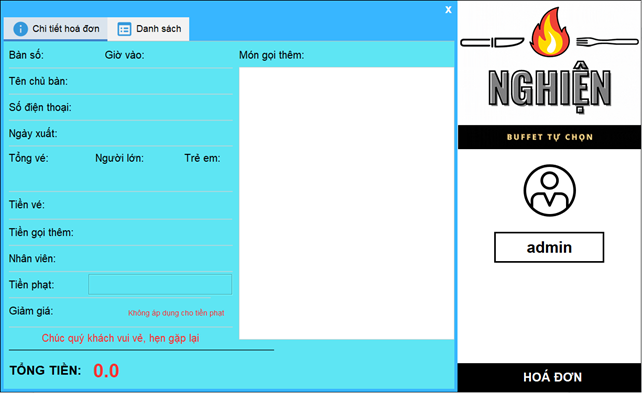 x
Chi tiết hoá đơn
Danh sách
Bàn số:
Giờ vào:
Món gọi thêm:
Tên chủ bàn:
Số điện thoại:
Ngày xuất:
Tổng vé:
Người lớn:
Trẻ em:
Tiền vé:
Tiền gọi thêm:
Nhân viên:
Tiền phạt:
Giảm giá:
Không áp dụng cho tiền phạt
Chúc quý khách vui vẻ, hẹn gặp lại
TỔNG TIỀN: 0.0
NGHIỆN
BUFFET TỰ CHỌN
admin
HOÁ ĐƠN